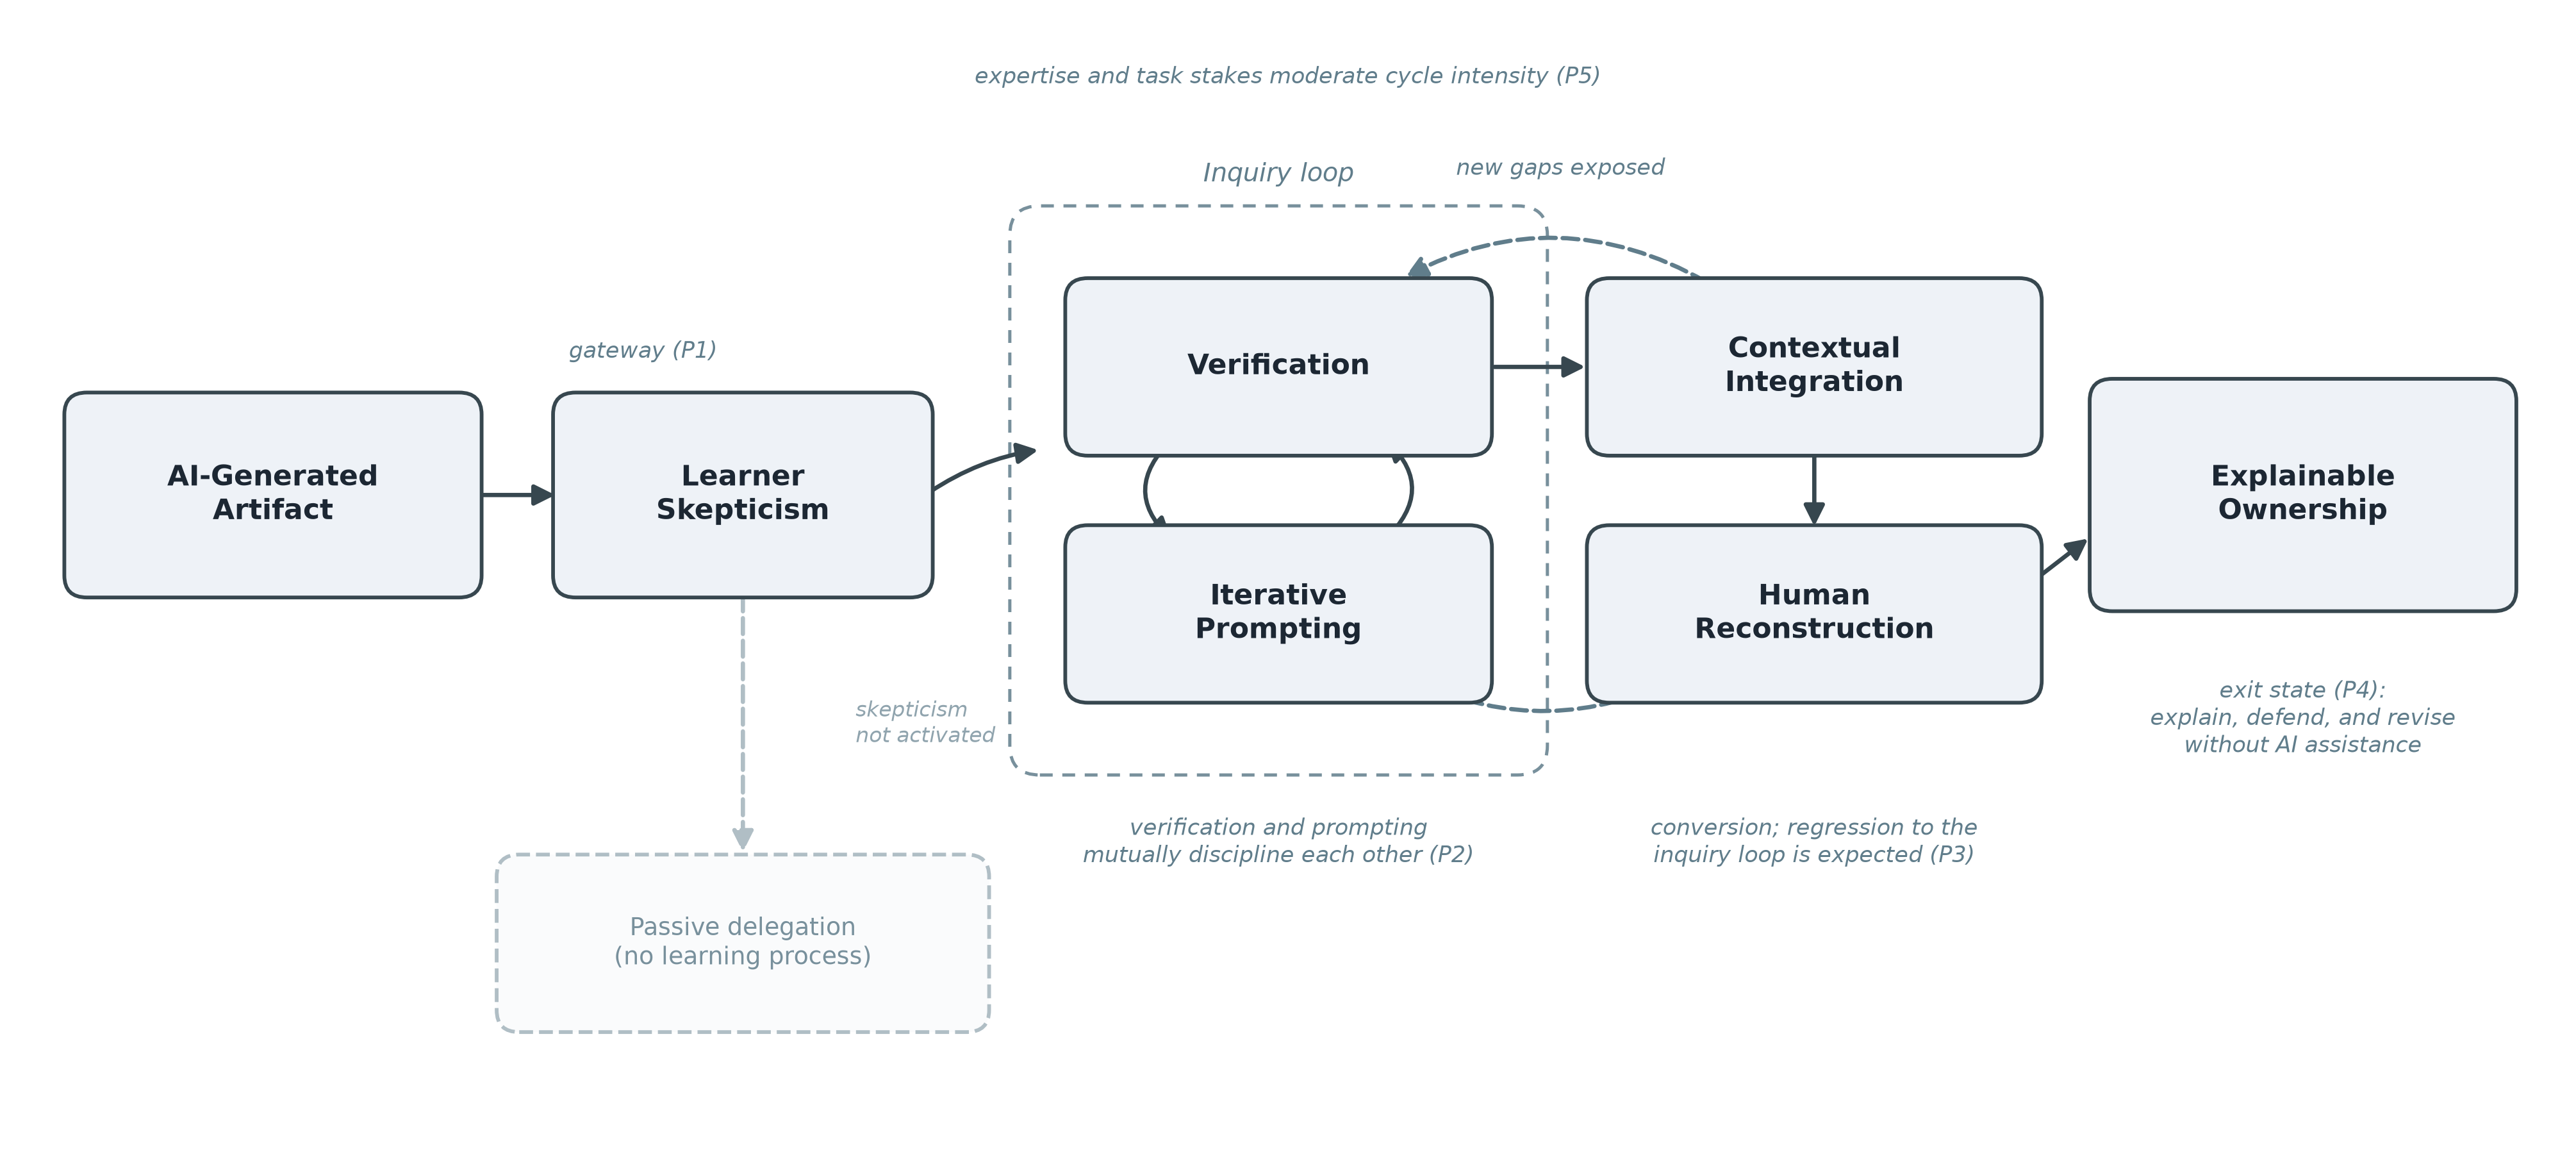 expertise and task stakes moderate cycle intensity (P5)
Inquiry loop
new gaps exposed
gateway (P1)
AI-Generated
Artifact
Learner
Skepticism
Verification
Contextual
Integration
Iterative
Prompting
Human
Reconstruction
Explainable
Ownership
skepticism
not activated
exit state (P4):
explain, defend, and revise
without AI assistance
verification and prompting
mutually discipline each other (P2)
conversion; regression to the
inquiry loop is expected (P3)
Passive delegation
(no learning process)